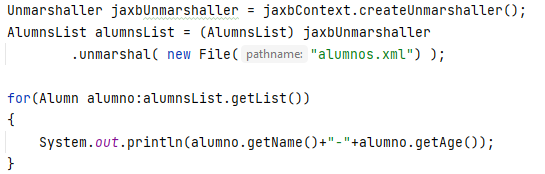 Unmarshaller jaxbUnmarshaller = jaxbContext.createUnmarshaller();
AlumnsList alumnsList = (AlumnsList) jaxbUnmarshaller
.unmarshal( new File( pathname: "alumnos.xml") );
for(Alumn alumno:alumnsList.getList())
{
System.out.println(alumno.getName()+"-"+alumno.getAge());
}